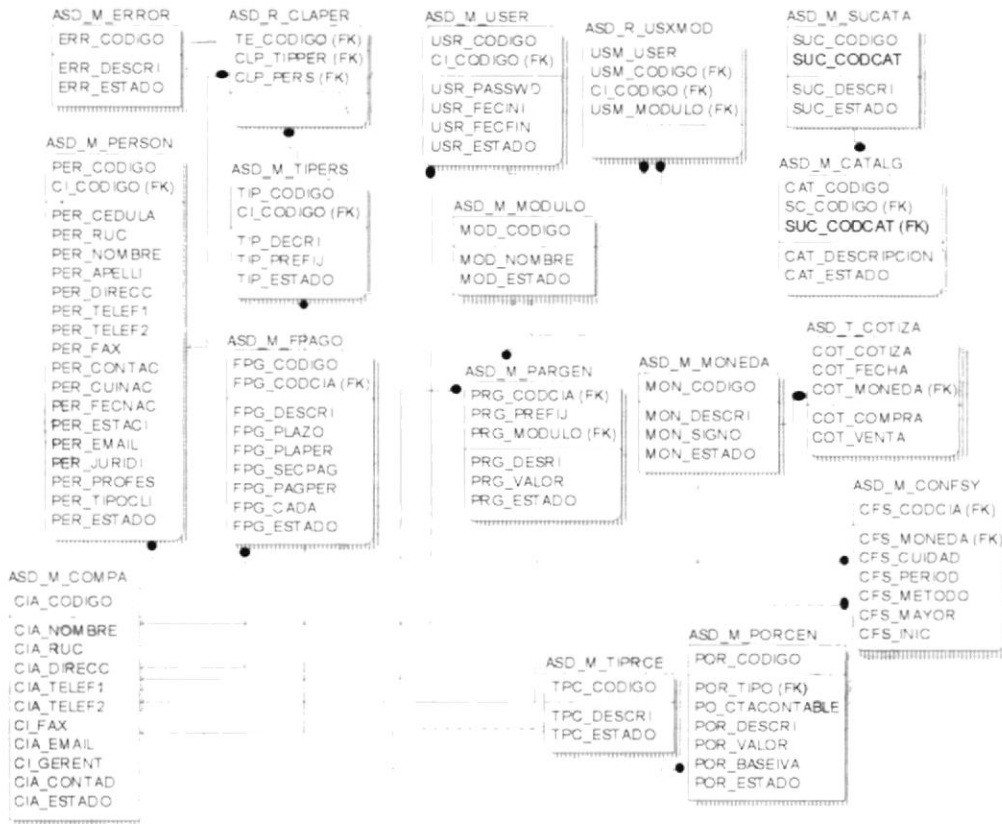 ASD_M_ERROR
ERR_CODIGO
ERR_DESCRI
ERR_ESTADO
ASD_R_CLAPER
TE_CODIGO (FK)
CLP_TIPPER (FK)
CLP_PERS (FK)
ASD_M_USER
USR_CODIGO
CI_CODIGO (FK)
USR_PASSWD
USR_FECINI
USR_FECFIN
USR_ESTADO
ASD_R_USXMOD
USM_USER
USM_CODIGO (FK)
CI_CODIGO (FK)
USM_MODULO (FK)
ASD_M_SUCATA
SUC_CODIGO
SUC_CODCAT
SUC_DESCRI
SUC_ESTADO
ASD_M_PERSON
PER_CODIGO
CI_CODIGO (FK)
PER_CEDULA
PER_RUC
PER_NOMBRE
PER_APELLI
PER_DIRECC
PER_TELEF1
PER_TELEF2
PER_FAX
PER_CONTAC
PER_CUINAC
PER_FECNAC
PER_ESTACI
PER_EMAIL
PER_JURIDI
PER_PROFES
PER_TIPOCLI
PER_ESTADO
ASD_M_TIPERS
TIP_CODIGO
CI_CODIGO (FK)
TIP_DECRI
TIP_PREFIJ
TIP_ESTADO
ASD_M_MODULO
MOD_CODIGO
MOD_NOMBRE
MOD_ESTADO
ASD_M_CATALG
CAT_CODIGO
SC_CODIGO (FK)
SUC_CODCAT (FK)
CAT_DESCRIPCION
CAT_ESTADO
ASD_M_FPAGO
FPG_CODIGO
FPG_CODCIA (FK)
FPG_DESCRI
FPG_PLAZO
FPG_PLAPER
FPG_SECPAG
FPG_PAGPER
FPG_CADA
FPG_ESTADO
ASD_M_PARGEN
PRG_CODCIA (FK)
PRG_PREFIJ
PRG_MODULO (FK)
PRG_DESRI
PRG_VALOR
PRG_ESTADO
ASD_M_MONEDA
MON_CODIGO
MON_DESCRI
MON_SIGNO
MON_ESTADO
ASD_T_COTIZA
COT_COTIZA
COT_FECHA
COT_MONEDA (FK)
COT_COMPRA
COT_VENTA
ASD_M_CONFSY
CFS_CODCIA (FK)
CFS_MONEDA (FK)
CFS_CUIDAD
CFS_PERIOD
CFS_METODO
CFS_MAYOR
CFS_INIC
ASD_M_COMPA
CIA_CODIGO
CIA_NOMBRE
CIA_RUC
CIA_DIRECC
CIA_TELEF1
CIA_TELEF2
CI_FAX
CIA_EMAIL
CI_GERENT
CIA_CONTAD
CIA_ESTADO
ASD_M_TIPRCE
TPC_CODIGO
TPC_DESCRI
TPC_ESTADO
ASD_M_PORCEN
POR_CODIGO
POR_TIPO (FK)
PO_CTACONTABLE
POR_DESCRI
POR_VALOR
POR_BASEIVA
POR_ESTADO